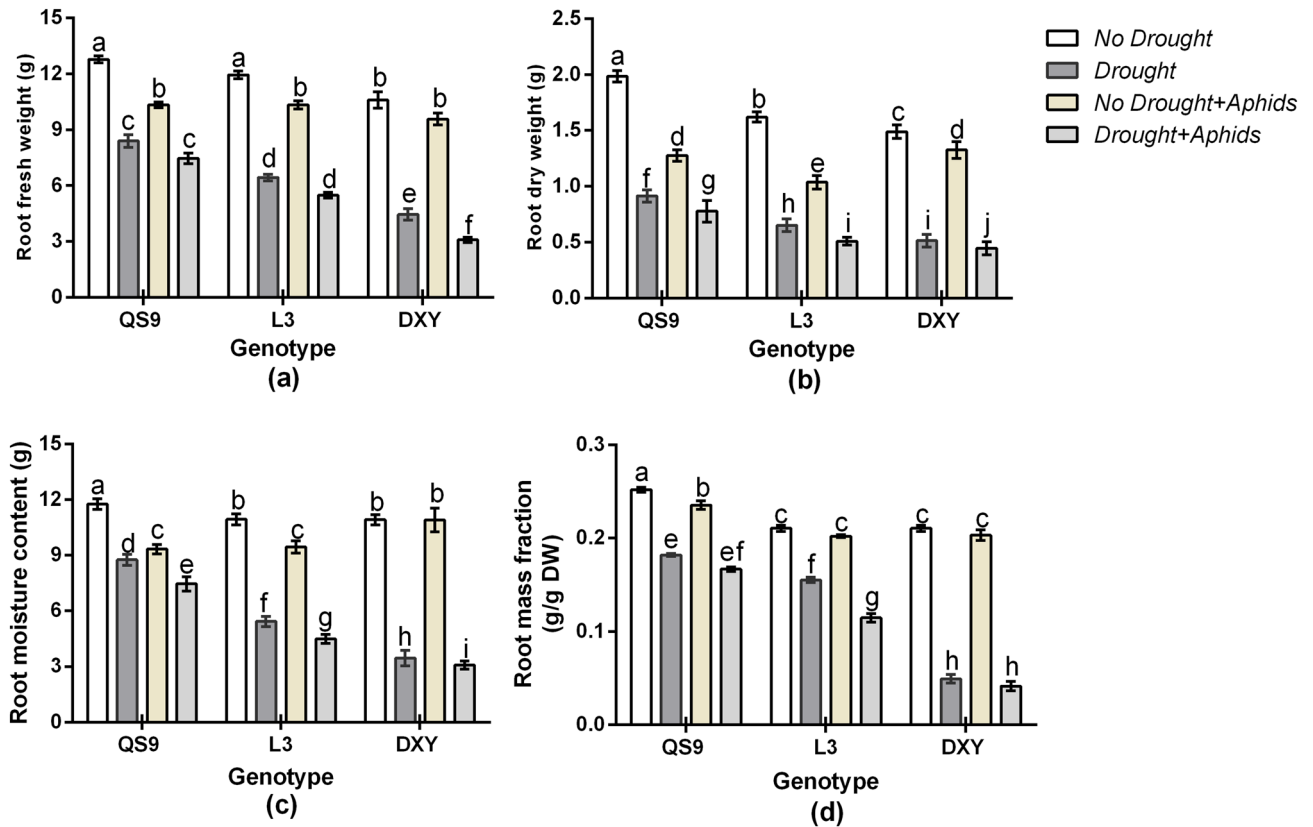 15
12
9
6
3
0
Root fresh weight (g)
a
c
b
c
a
d
b
d
b
e
b
f
QS9
L3
DXY
Genotype
(a)
2.5
2.0
1.5
1.0
0.5
0.0
Root dry weight (g)
a
f
d
g
b
h
e
i
c
i
d
j
QS9
L3
DXY
Genotype
(b)
No Drought
Drought
No Drought+Aphids
Drought+Aphids
15
12
9
6
3
0
Root moisture content (g)
a
d
c
e
b
f
c
g
b
h
b
i
QS9
L3
DXY
Genotype
(c)
0.3
0.2
0.1
0.0
Root mass fraction
(g/g DW)
a
e
b
ef
c
f
c
g
c
h
c
h
QS9
L3
DXY
Genotype
(d)